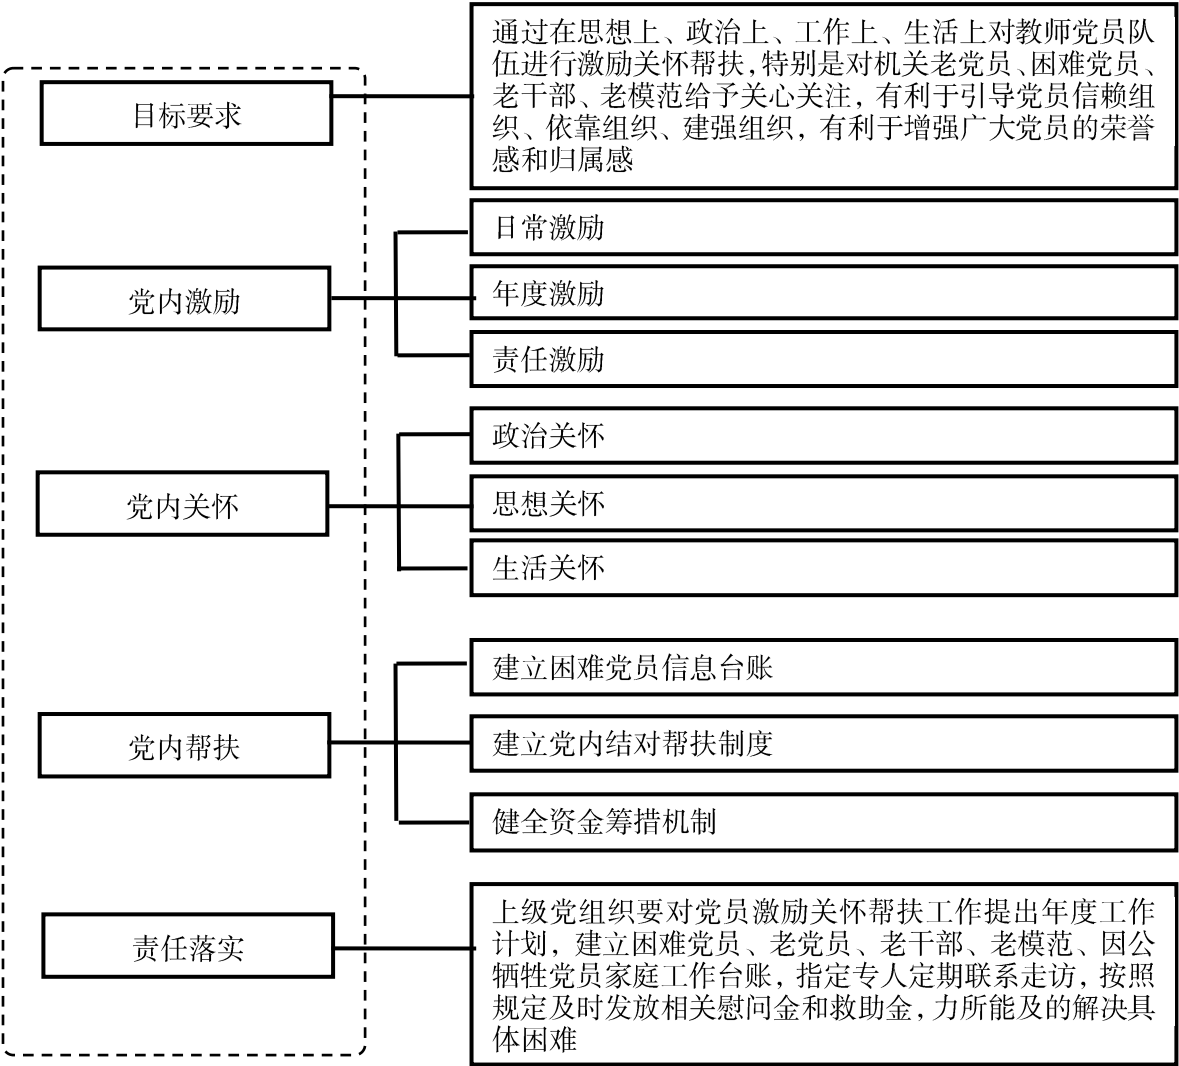 目标要求
通过在思想上、政治上、工作上、生活上对教师党员队
伍进行激励关怀帮扶，特别是对机关老党员、困难党员、
老干部、老模范给予关心关注，有利于引导党员信赖组
织、依靠组织、建强组织，有利于增强广大党员的荣誉
感和归属感
党内激励
日常激励
年度激励
责任激励
党内关怀
政治关怀
思想关怀
生活关怀
党内帮扶
建立困难党员信息台账
建立党内结对帮扶制度
健全资金筹措机制
责任落实
上级党组织要对党员激励关怀帮扶工作提出年度工作
计划，建立困难党员、老党员、老干部、老模范、因公
牺牲党员家庭工作台账，指定专人定期联系走访，按照
规定及时发放相关慰问金和救助金，力所能及的解决具
体困难